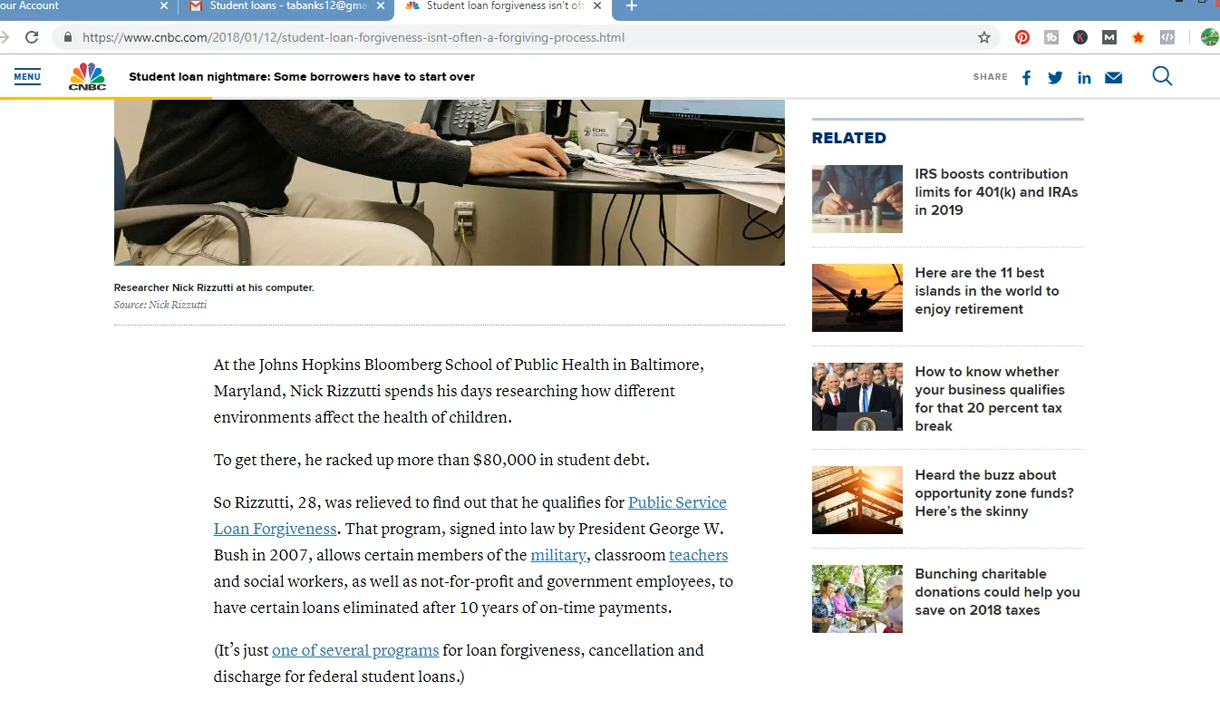 our Account
Student loans - tabanks12@gma
Student loan forgiveness isn't oft
https://www.cnbc.com/2018/01/12/student-loan-forgiveness-isnt-often-a-forgiving-process.html
MENU
CNBC
Student loan nightmare: Some borrowers have to start over
SHARE
ECHO
Researcher Nick Rizzutti at his computer.
Source: Nick Rizzutti
At the Johns Hopkins Bloomberg School of Public Health in Baltimore,
Maryland, Nick Rizzutti spends his days researching how different
environments affect the health of children.
To get there, he racked up more than $80,000 in student debt.
So Rizzutti, 28, was relieved to find out that he qualifies for Public Service
Loan Forgiveness. That program, signed into law by President George W.
Bush in 2007, allows certain members of the military, classroom teachers
and social workers, as well as not-for-profit and government employees, to
have certain loans eliminated after 10 years of on-time payments.
(It's just one of several programs for loan forgiveness, cancellation and
discharge for federal student loans.)
RELATED
IRS boosts contribution
limits for 401(k) and IRAs
in 2019
Here are the 11 best
islands in the world to
enjoy retirement
How to know whether
your business qualifies
for that 20 percent tax
break
Heard the buzz about
opportunity zone funds?
Here's the skinny
Bunching charitable
donations could help you
save on 2018 taxes